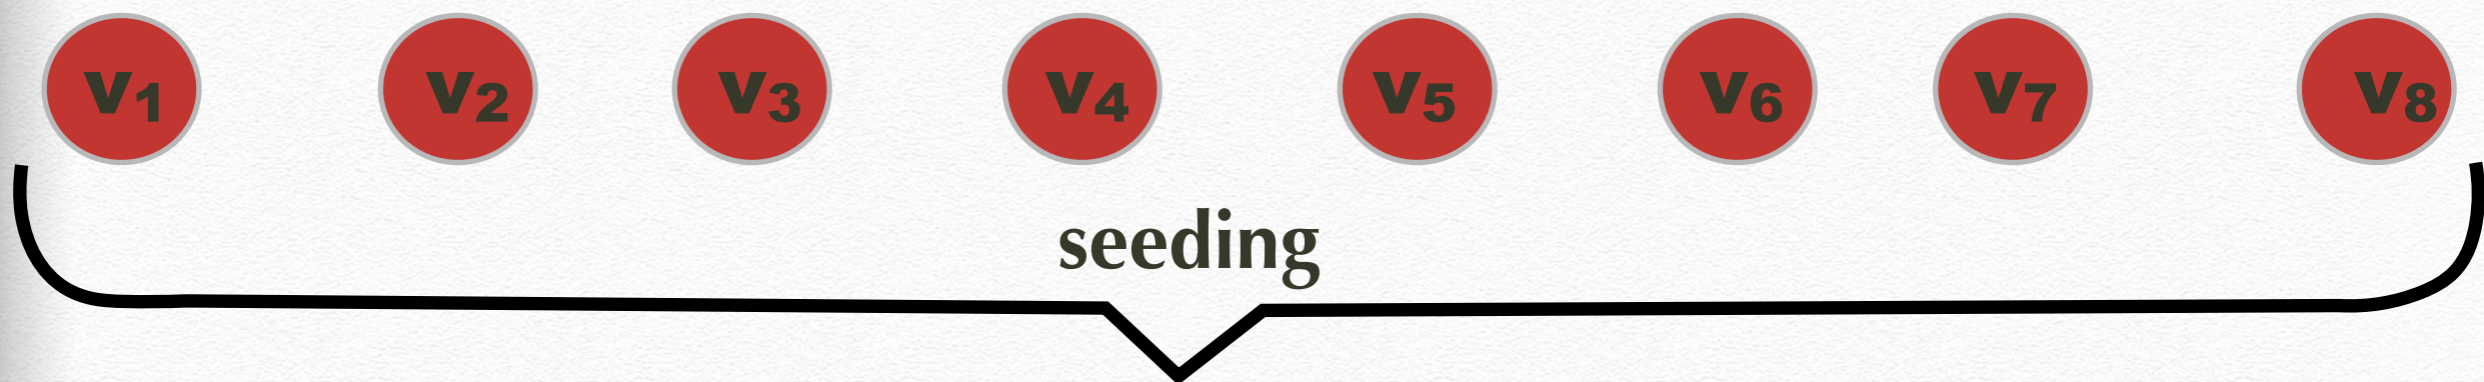 v₁ v₂ v₃ v₄ v₅ v₆ v₇ v₈
seeding